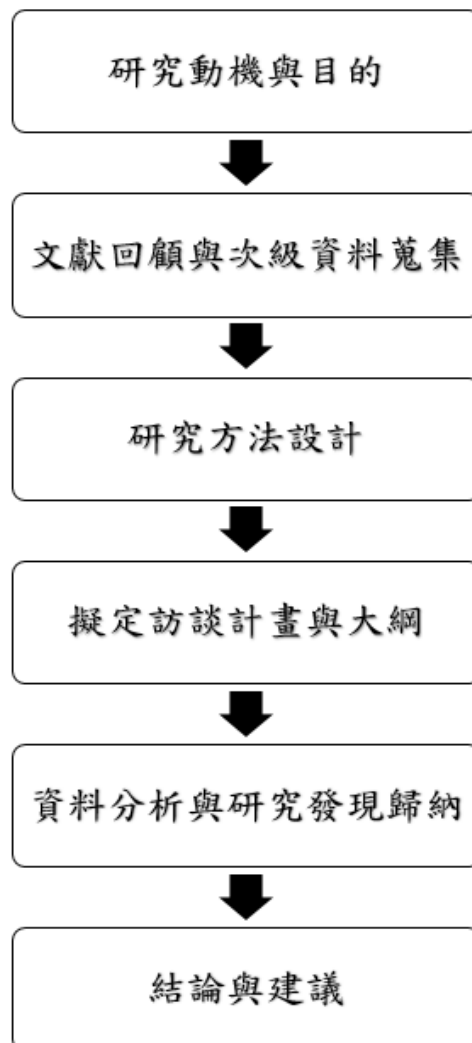 研究動機與目的
文獻回顧與次級資料蒐集
研究方法設計
擬定訪談計畫與大綱
資料分析與研究發現歸納
結論與建議